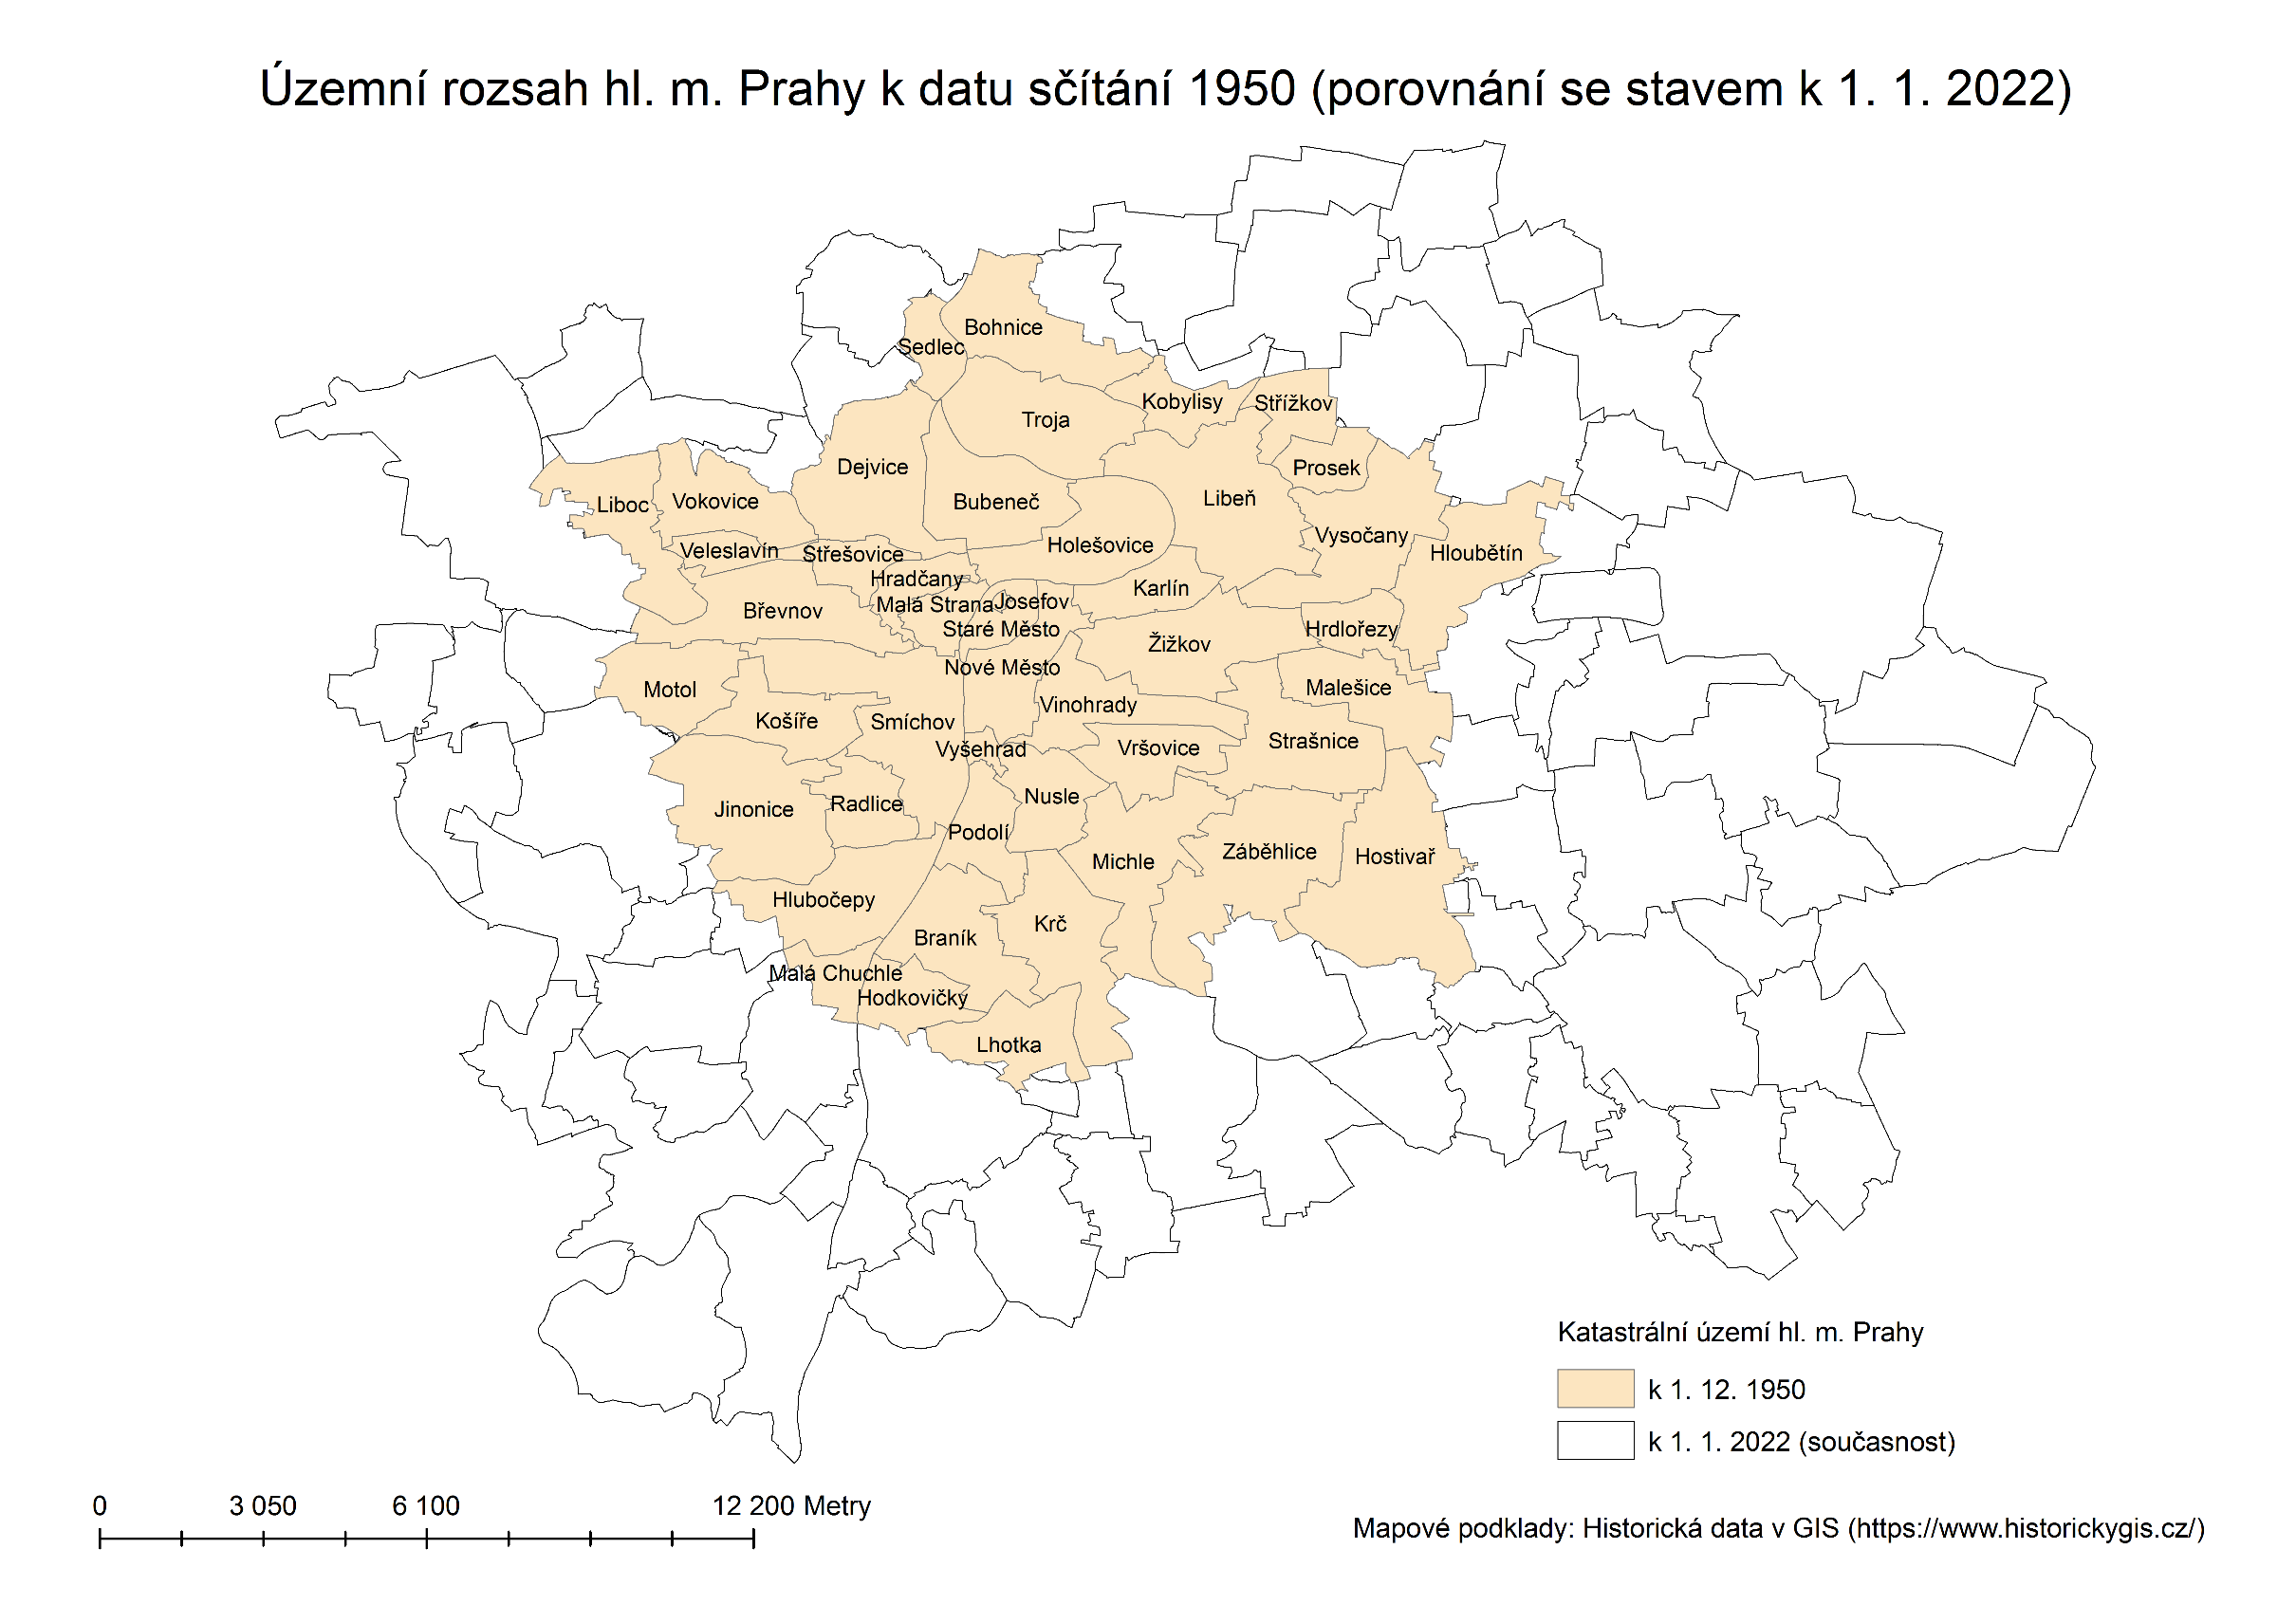 Územní rozsah hl. m. Prahy k datu sčítání 1950 (porovnání se stavem k 1. 1. 2022)
Bohnice
Sedlec
Kobylisy
Střížkov
Troja
Dejvice
Prosek
Liboc
Vokovice
Bubeneč
Libeň
Vysočany
Holešovice
Hloubětín
Veleslavín
Střešovice
Hradčany
Karlín
Malá Strana
Josefov
Břevnov
Staré Město
Hrdlořezy
Žižkov
Nové Město
Motol
Malešice
Vinohrady
Košíře
Smíchov
Strašnice
Vyšehrad
Vršovice
Nusle
Radlice
Jinonice
Podolí
Záběhlice
Hostivař
Michle
Hlubočepy
Krč
Braník
Malá Chuchle
Hodkovičky
Lhotka
Katastrální území hl. m. Prahy
k 1. 12. 1950
k 1. 1. 2022 (současnost)
0 3 050 6 100 12 200 Metry
Mapové podklady: Historická data v GIS (https://www.historickygis.cz/)